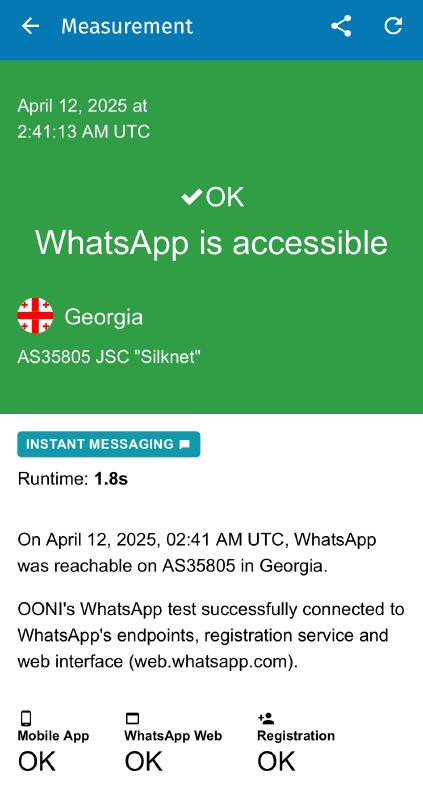 Measurement
April 12, 2025 at
2:41:13 AM UTC
OK
WhatsApp is accessible
Georgia
AS35805 JSC "Silknet"
INSTANT MESSAGING
Runtime: 1.8s
On April 12, 2025, 02:41 AM UTC, WhatsApp
was reachable on AS35805 in Georgia.
OONI's WhatsApp test successfully connected to
WhatsApp's endpoints, registration service and
web interface (web.whatsapp.com).
Mobile App WhatsApp Web Registration
OK OK OK